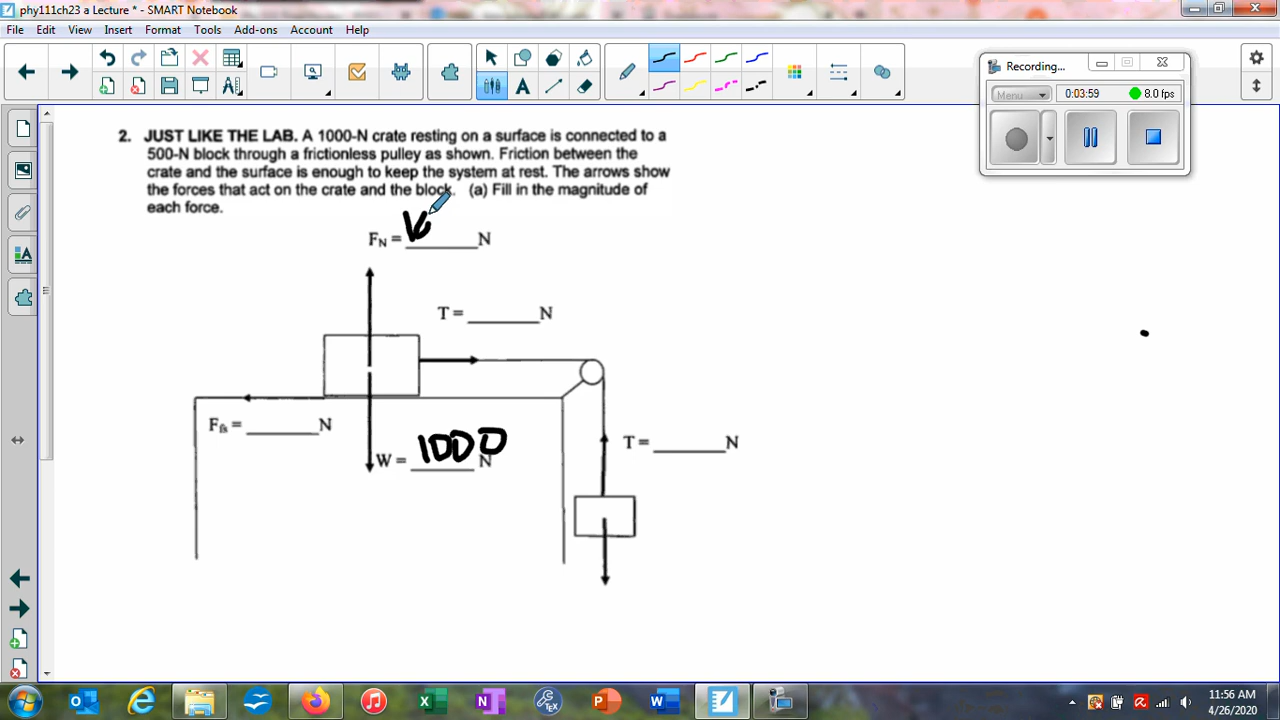 phy111ch23 a Lecture * - SMART Notebook
File Edit View Insert Format Tools Add-ons Account Help
Recording...
Menu 0:03:59 8.0 fps
2. JUST LIKE THE LAB. A 1000-N crate resting on a surface is connected to a
500-N block through a frictionless pulley as shown. Friction between the
crate and the surface is enough to keep the system at rest. The arrows show
the forces that act on the crate and the block. (a) Fill in the magnitude of
each force.
FN = ______ N
T = ______ N
Ffs = ______ N
W = 1000 N
T = ______ N
11:56 AM
4/26/2020